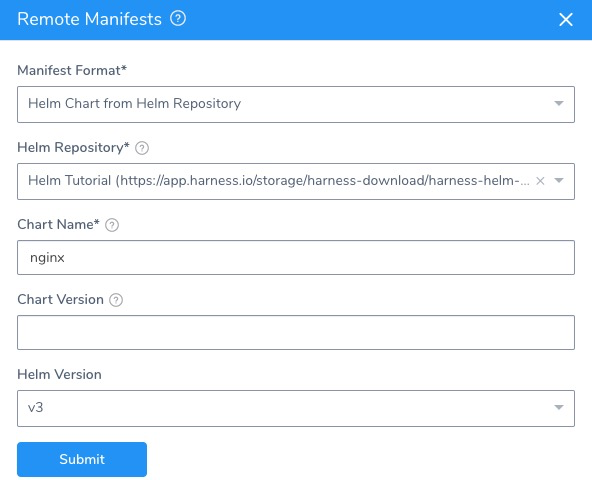 Remote Manifests ?
Manifest Format*
Helm Chart from Helm Repository
Helm Repository* ?
Helm Tutorial (https://app.harness.io/storage/harness-download/harness-helm-...
Chart Name* ?
nginx
Chart Version ?
Helm Version
v3
Submit